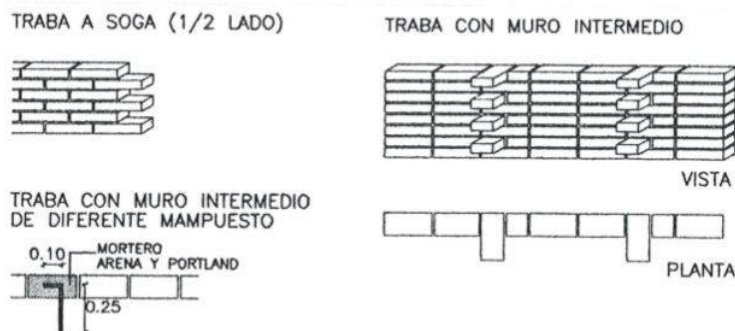 TRABA A SOGA (1/2 LADO)
TRABA CON MURO INTERMEDIO
VISTA
TRABA CON MURO INTERMEDIO
DE DIFERENTE MAMPUESTO
0.10
MORTERO
ARENA Y PORTLAND
0.25
PLANTA